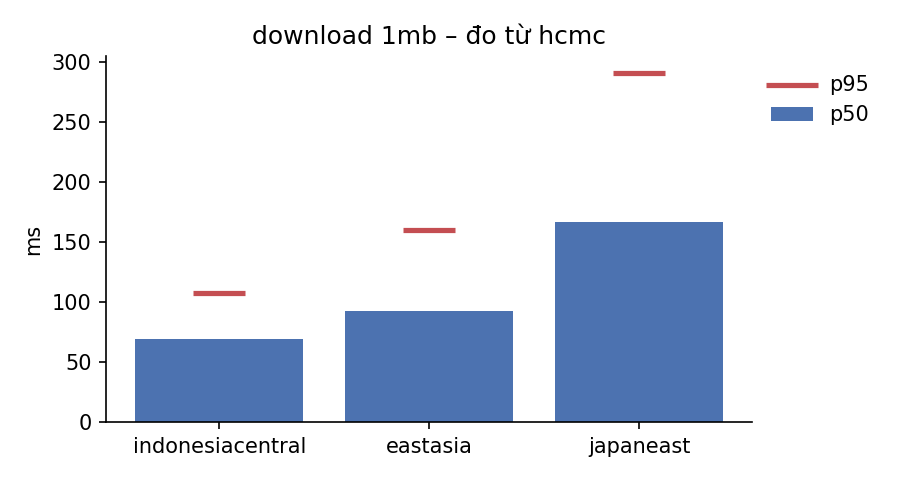 download 1mb – đo từ hcmc
300
250
200
150
100
50
0
ms
indonesiacentral
eastasia
japaneast
p95
p50